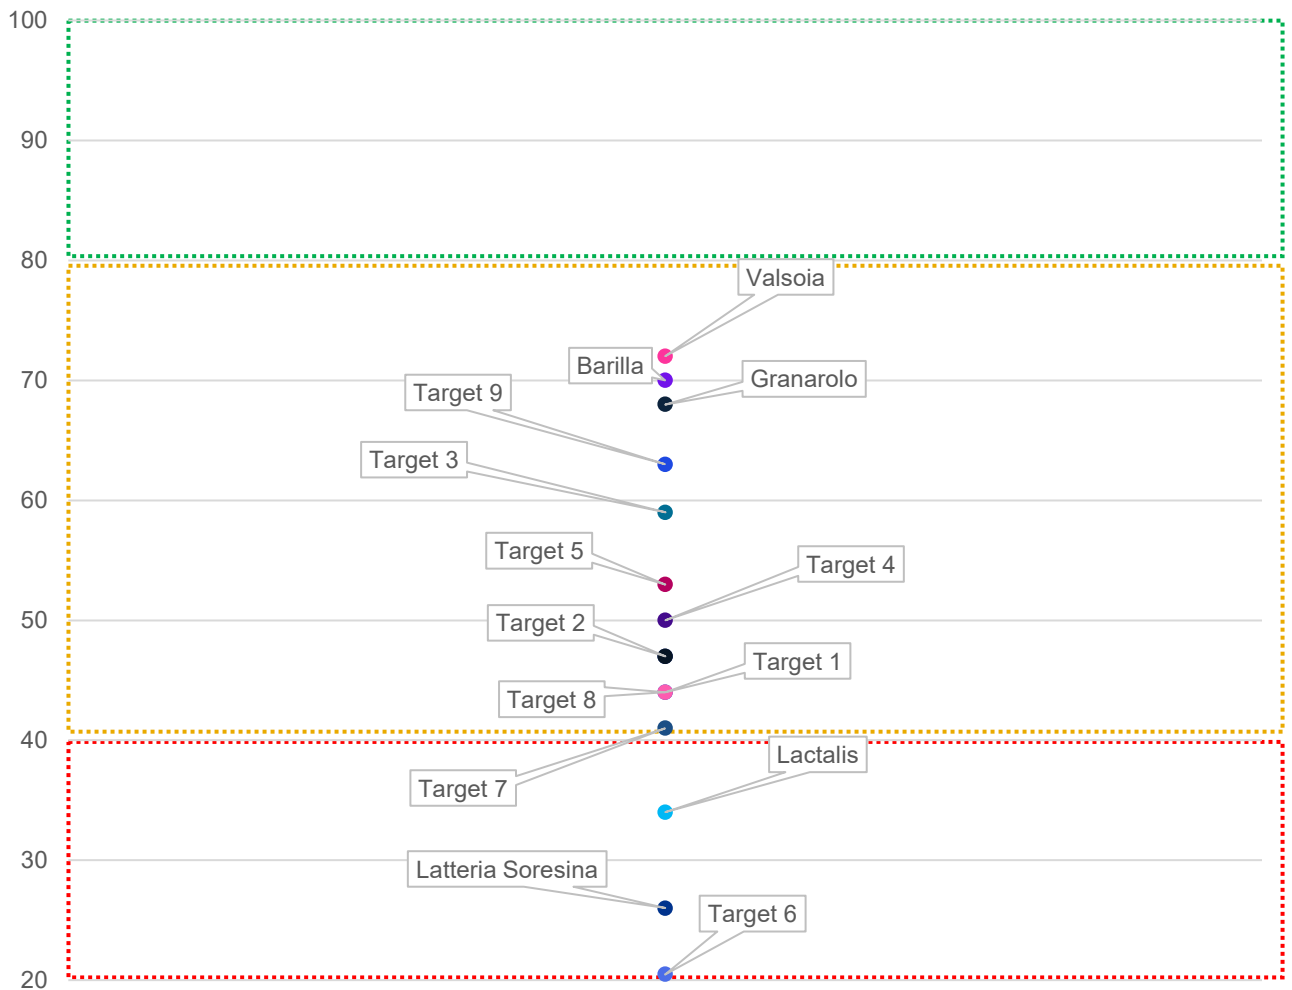 100
90
80
Valsoia
Barilla
70
Granarolo
Target 9
Target 3
60
Target 5
Target 4
50
Target 2
Target 1
Target 8
40
Lactalis
Target 7
30
Latteria Soresina
Target 6
20